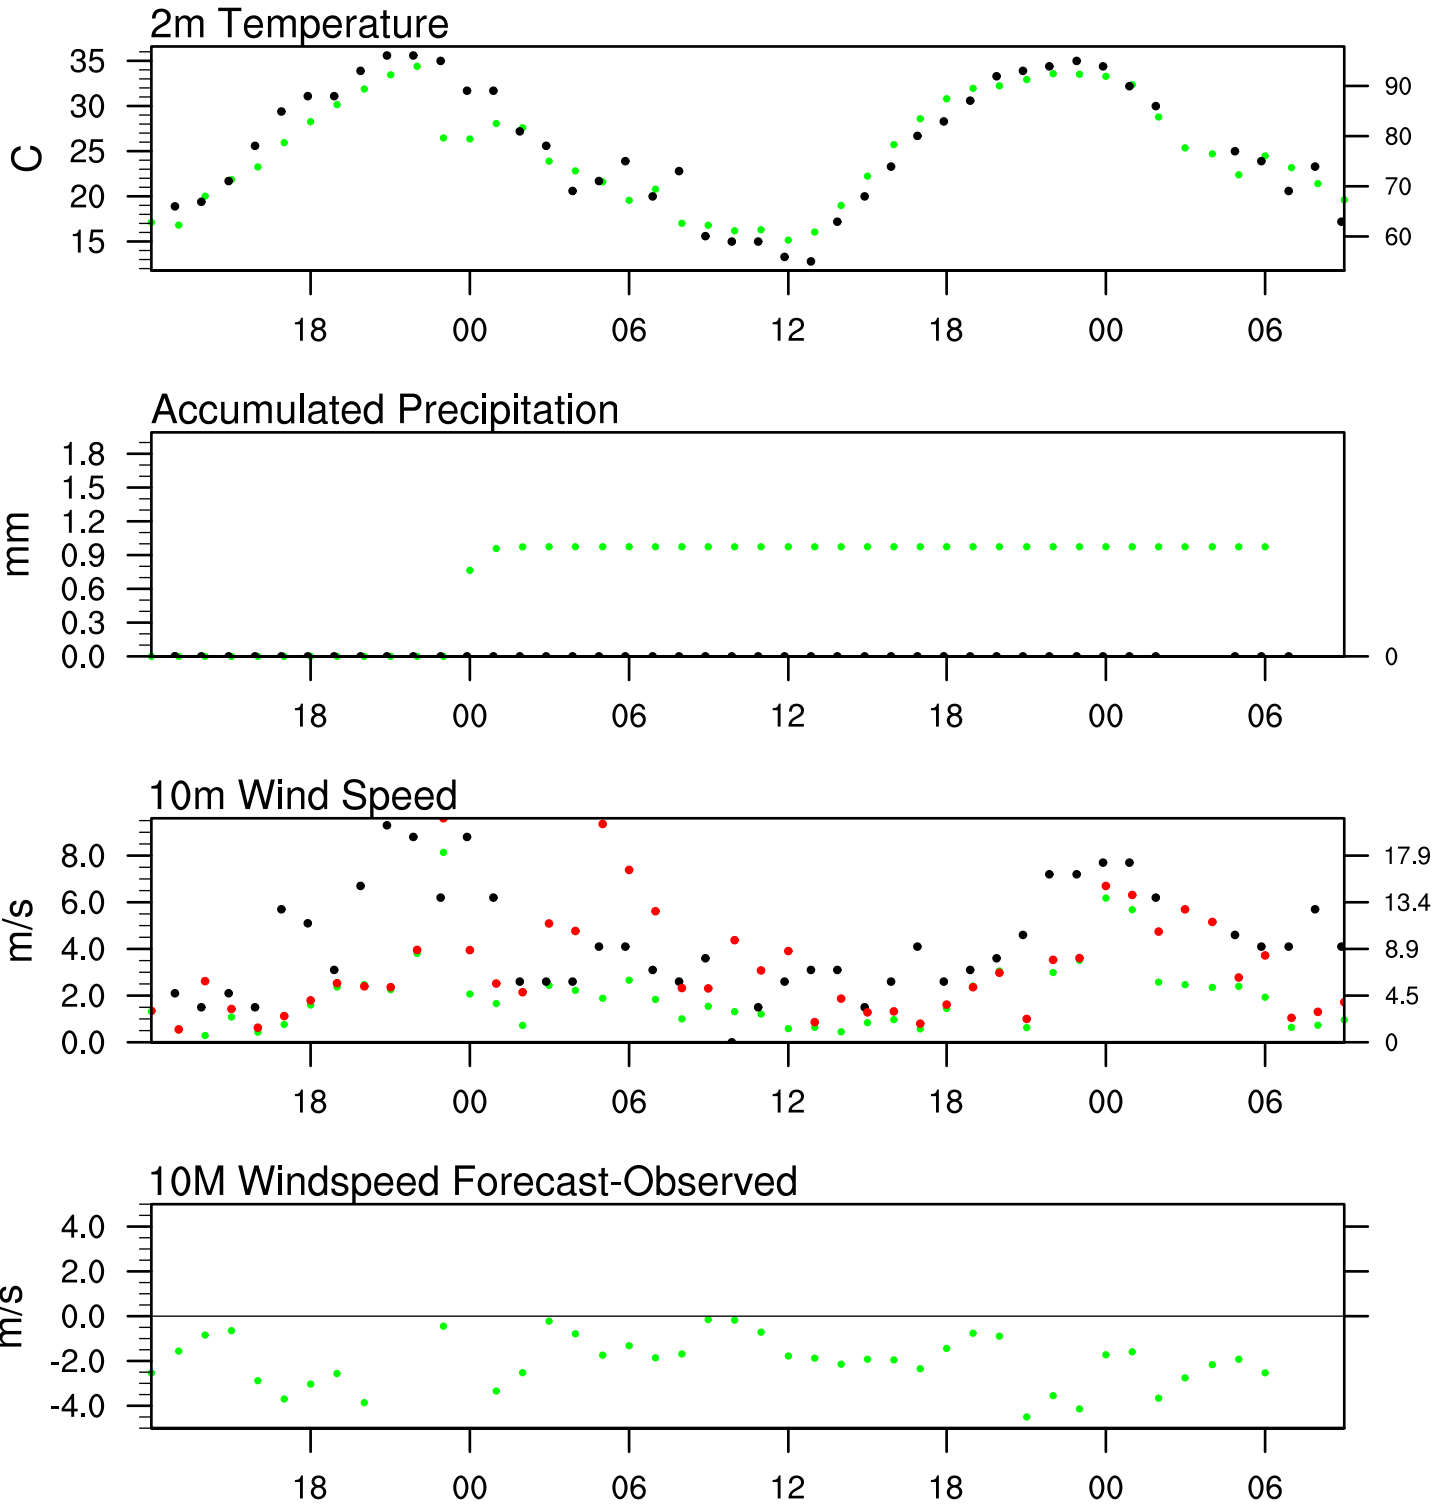 2m Temperature
35
30
25
20
15
C
90
80
70
60
18 00 06 12 18 00 06
Accumulated Precipitation
1.8
1.5
1.2
0.9
0.6
0.3
0.0
mm
0
18 00 06 12 18 00 06
10m Wind Speed
8.0
6.0
4.0
2.0
0.0
m/s
17.9
13.4
8.9
4.5
0
18 00 06 12 18 00 06
10M Windspeed Forecast-Observed
4.0
2.0
0.0
-2.0
-4.0
m/s
18 00 06 12 18 00 06